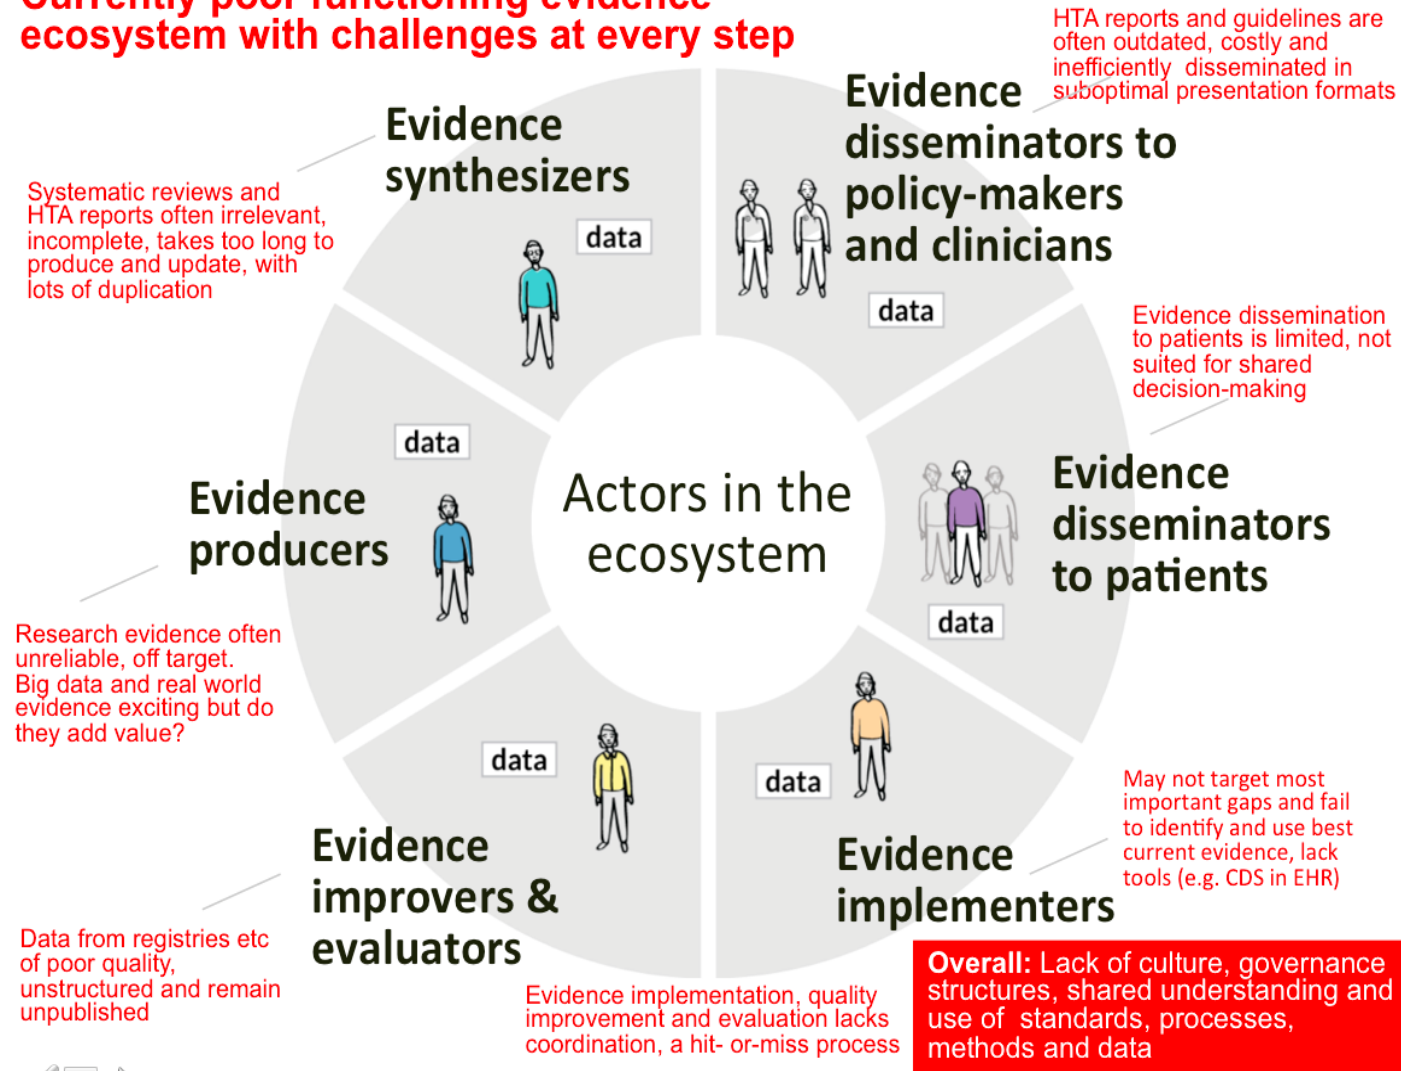 Currently poor functioning evidence
ecosystem with challenges at every step
HTA reports and guidelines are
often outdated, costly and
inefficiently disseminated in
suboptimal presentation formats
Evidence
disseminators to
policy-makers
and clinicians
data
Evidence
synthesizers
data
Systematic reviews and
HTA reports often irrelevant,
incomplete, takes too long to
produce and update, with
lots of duplication
Evidence dissemination
to patients is limited, not
suited for shared
decision-making
data
Evidence
producers
Actors in the
ecosystem
Evidence
disseminators
to patients
data
Research evidence often
unreliable, off target.
Big data and real world
evidence exciting but do
they add value?
data
data
May not target most
important gaps and fail
to identify and use best
current evidence, lack
tools (e.g. CDS in EHR)
Evidence
improvers &
evaluators
Evidence
implementers
Data from registries etc
of poor quality,
unstructured and remain
unpublished
Evidence implementation, quality
improvement and evaluation lacks
coordination, a hit- or-miss process
Overall: Lack of culture, governance
structures, shared understanding and
use of standards, processes,
methods and data